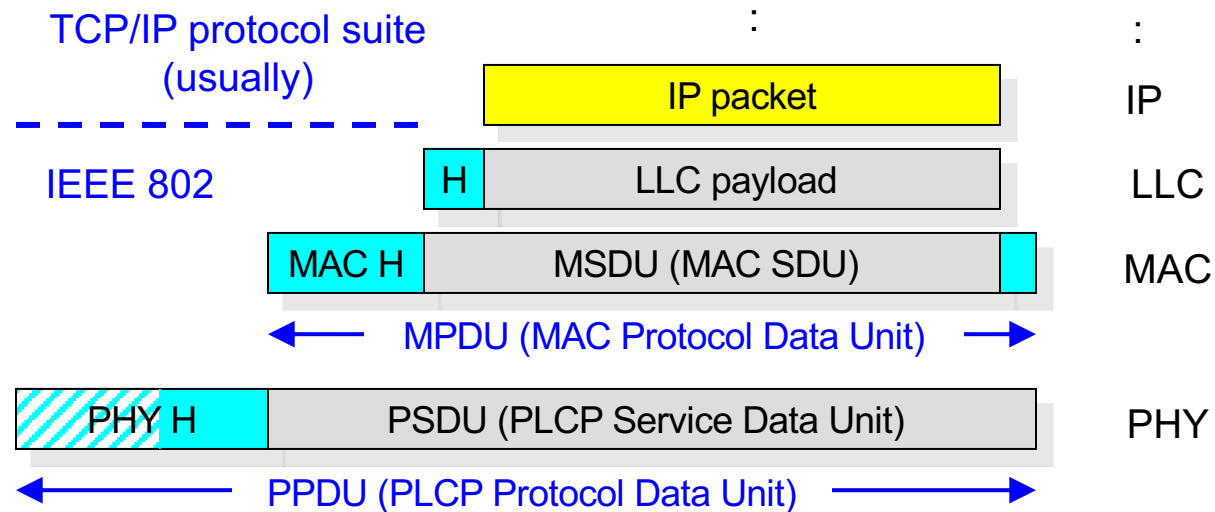 TCP/IP protocol suite
(usually)
:
:
IP packet
IP
IEEE 802
H
LLC payload
LLC
MAC H
MSDU (MAC SDU)
MAC
MPDU (MAC Protocol Data Unit)
PHY H
PSDU (PLCP Service Data Unit)
PHY
PPDU (PLCP Protocol Data Unit)